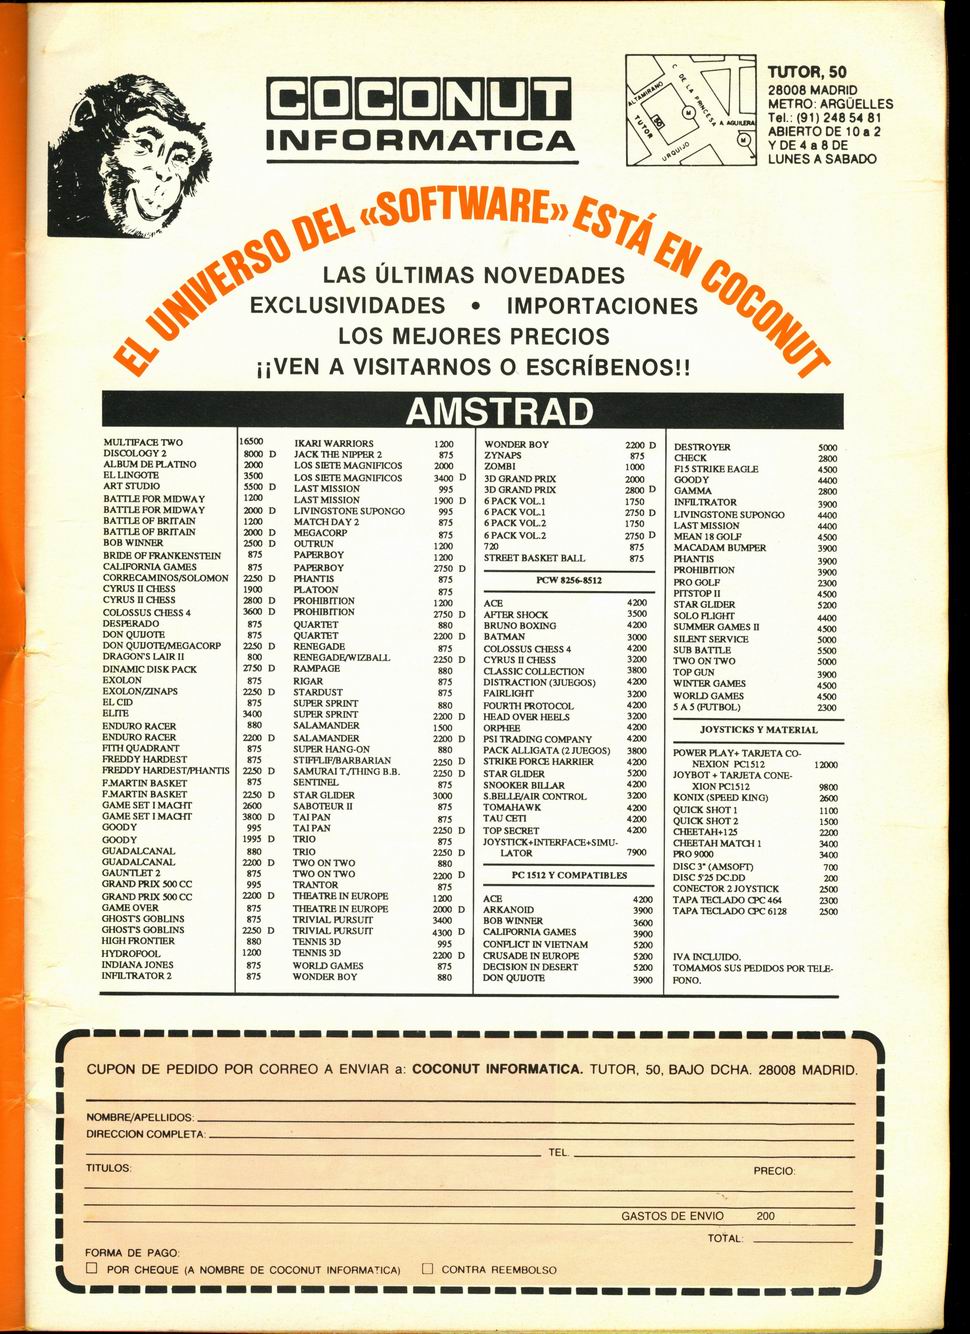 COCONUT
INFORMATICA
C. DE LA PRINCESA
ALTAMIRANO
TUTOR
50
M
A. AGUILERA
M
URQUIJO
TUTOR, 50
28008 MADRID
METRO: ARGÜELLES
Tel.: (91) 248 54 81
ABIERTO DE 10 a 2
Y DE 4 a 8 DE
LUNES A SABADO
EL UNIVERSO DEL «SOFTWARE» ESTÁ EN COCONUT
LAS ÚLTIMAS NOVEDADES
EXCLUSIVIDADES • IMPORTACIONES
LOS MEJORES PRECIOS
¡¡VEN A VISITARNOS O ESCRÍBENOS!!
AMSTRAD
MULTIFACE TWO 16500
DISCOLOGY 2 8000 D
ALBUM DE PLATINO 2000
EL LINGOTE 3500
ART STUDIO 5500 D
BATTLE FOR MIDWAY 1200
BATTLE FOR MIDWAY 2000 D
BATTLE OF BRITAIN 1200
BATTLE OF BRITAIN 2000 D
BOB WINNER 2500 D
BRIDE OF FRANKENSTEIN 875
CALIFORNIA GAMES 875
CORRECAMINOS/SOLOMON 2250 D
CYRUS II CHESS 1900
CYRUS II CHESS 2800 D
COLOSSUS CHESS 4 3600 D
DESPERADO 875
DON QUIJOTE 875
DON QUIJOTE/MEGACORP 2250 D
DRAGON'S LAIR II 800
DINAMIC DISK PACK 2750 D
EXOLON 875
EXOLON/ZINAPS 2250 D
EL CID 875
ELITE 3400
ENDURO RACER 880
ENDURO RACER 2200 D
FITH QUADRANT 875
FREDDY HARDEST 875
FREDDY HARDEST/PHANTIS 2250 D
F.MARTIN BASKET 875
F.MARTIN BASKET 2250 D
GAME SET I MACHT 2600
GAME SET I MACHT 3800 D
GOODY 995
GOODY 1995 D
GUADALCANAL 880
GUADALCANAL 2200 D
GAUNTLET 2 875
GRAND PRIX 500 CC 995
GRAND PRIX 500 CC 2200 D
GAME OVER 875
GHOST'S GOBLINS 875
GHOST'S GOBLINS 2250 D
HIGH FRONTIER 880
HYDROFOOL 1200
INDIANA JONES 875
INFILTRATOR 2 875
IKARI WARRIORS 1200
JACK THE NIPPER 2 875
LOS SIETE MAGNIFICOS 2000
LOS SIETE MAGNIFICOS 3400 D
LAST MISSION 995
LAST MISSION 1900 D
LIVINGSTONE SUPONGO 995
MATCH DAY 2 875
MEGACORP 875
OUTRUN 1200
PAPERBOY 1200
PAPERBOY 2750 D
PHANTIS 875
PLATOON 875
PROHIBITION 1200
PROHIBITION 2750 D
QUARTET 880
QUARTET 2200 D
RENEGADE 875
RENEGADE/WIZBALL 2250 D
RAMPAGE 880
RIGAR 875
STARDUST 875
SUPER SPRINT 880
SUPER SPRINT 2200 D
SALAMANDER 1500
SALAMANDER 2200 D
SUPER HANG-ON 880
STIFFLIF/BARBARIAN 2250 D
SAMURAI T./THING B.B. 2250 D
SENTINEL 875
STAR GLIDER 3000
SABOTEUR II 875
TAI PAN 875
TAI PAN 2250 D
TRIO 875
TRIO 2250 D
TWO ON TWO 880
TWO ON TWO 2200 D
TRANTOR 875
THEATRE IN EUROPE 1200
THEATRE IN EUROPE 2000 D
TRIVIAL PURSUIT 3400
TRIVIAL PURSUIT 4300 D
TENNIS 3D 995
TENNIS 3D 2200 D
WORLD GAMES 875
WONDER BOY 880
WONDER BOY 2200 D
ZYNAPS 875
ZOMBI 1000
3D GRAND PRIX 2000
3D GRAND PRIX 2800 D
6 PACK VOL.1 1750
6 PACK VOL.1 2750 D
6 PACK VOL.2 1750
6 PACK VOL.2 2750 D
720 875
STREET BASKET BALL 875
PCW 8256-8512
ACE 4200
AFTER SHOCK 3500
BRUNO BOXING 4200
BATMAN 3000
COLOSSUS CHESS 4 4200
CYRUS II CHESS 3200
CLASSIC COLLECTION 3800
DISTRACTION (3JUEGOS) 4200
FAIRLIGHT 3200
FOURTH PROTOCOL 4200
HEAD OVER HEELS 3200
ORPHEE 4200
PSI TRADING COMPANY 4200
PACK ALLIGATA (2 JUEGOS) 3800
STRIKE FORCE HARRIER 4200
STAR GLIDER 5200
SNOOKER BILLAR 4200
S.BELLE/AIR CONTROL 3200
TOMAHAWK 4200
TAU CETI 4200
TOP SECRET 4200
JOYSTICK+INTERFACE+SIMU-
LATOR 7900
PC 1512 Y COMPATIBLES
ACE 4200
ARKANOID 3900
BOB WINNER 3600
CALIFORNIA GAMES 3900
CONFLICT IN VIETNAM 5200
CRUSADE IN EUROPE 5200
DECISION IN DESERT 5200
DON QUIJOTE 3900
DESTROYER 5000
CHECK 2800
F15 STRIKE EAGLE 4500
GOODY 4400
GAMMA 2800
INFILTRATOR 3900
LIVINGSTONE SUPONGO 4400
LAST MISSION 4400
MEAN 18 GOLF 4500
MACADAM BUMPER 3900
PHANTIS 3900
PROHIBITION 3900
PRO GOLF 2300
PITSTOP II 4500
STAR GLIDER 5200
SOLO FLIGHT 4400
SUMMER GAMES II 4500
SILENT SERVICE 5000
SUB BATTLE 5000
TWO ON TWO 5000
TOP GUN 3900
WINTER GAMES 4500
WORLD GAMES 4500
5 A 5 (FUTBOL) 2300
JOYSTICKS Y MATERIAL
POWER PLAY+ TARJETA CO-
NEXION PC1512 12000
JOYBOT + TARJETA CONE-
XION PC1512 9800
KONIX (SPEED KING) 2600
QUICK SHOT 1 1100
QUICK SHOT 2 1500
CHEETAH+125 2200
CHEETAH MATCH 1 3400
PRO 9000 3400
DISC 3" (AMSOFT) 700
DISC 5'25 DC.DD 200
CONECTOR 2 JOYSTICK 2500
TAPA TECLADO CPC 464 2300
TAPA TECLADO CPC 6128 2500
IVA INCLUIDO.
TOMAMOS SUS PEDIDOS POR TELE-
FONO.
CUPON DE PEDIDO POR CORREO A ENVIAR a: COCONUT INFORMATICA. TUTOR, 50, BAJO DCHA. 28008 MADRID.
NOMBRE/APELLIDOS:
DIRECCION COMPLETA:
TEL.
TITULOS: PRECIO:
GASTOS DE ENVIO 200
TOTAL:
FORMA DE PAGO:
POR CHEQUE (A NOMBRE DE COCONUT INFORMATICA) CONTRA REEMBOLSO